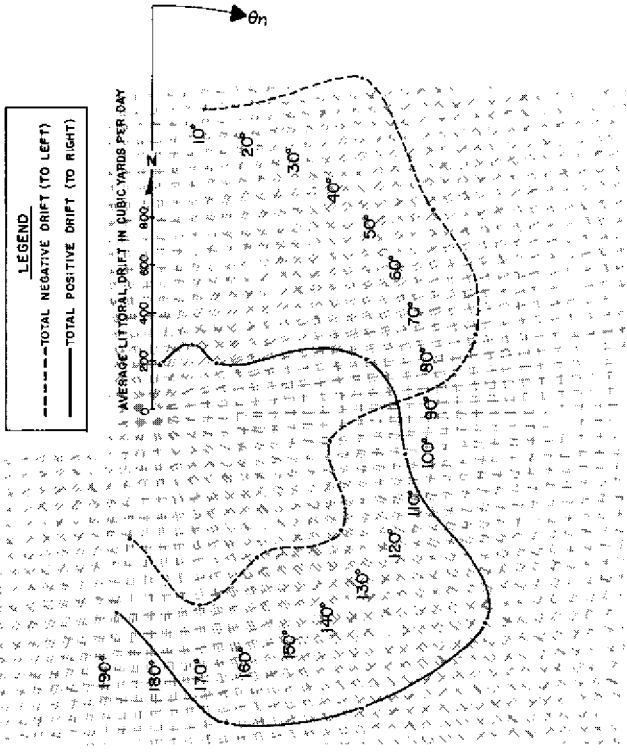 LEGEND
TOTAL NEGATIVE DRIFT (TO LEFT)
TOTAL POSITIVE DRIFT (TO RIGHT)
AVERAGE LITTORAL DRIFT IN CUBIC YARDS PER DAY
0 200 400 600 800
N
θn
10°
20°
30°
40°
50°
60°
70°
80°
90°
100°
110°
120°
130°
140°
150°
160°
170°
180°
190°